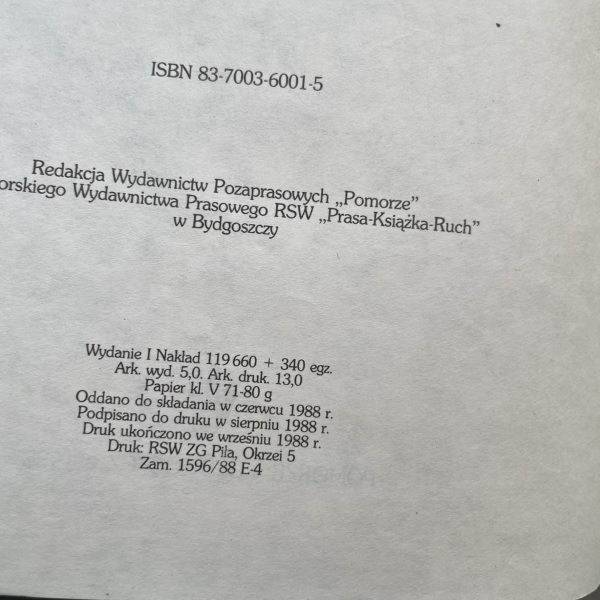 ISBN 83-7003-6001-5
Redakcja Wydawnictw Pozaprasowych „Pomorze”
orskiego Wydawnictwa Prasowego RSW „Prasa-Książka-Ruch”
w Bydgoszczy
Wydanie I Nakład 119 660 + 340 egz.
Ark. wyd. 5,0. Ark. druk. 13,0
Papier kl. V 71-80 g
Oddano do składania w czerwcu 1988 r.
Podpisano do druku w sierpniu 1988 r.
Druk ukończono we wrześniu 1988 r.
Druk: RSW ZG Piła, Okrzei 5
Zam. 1596/88 E-4